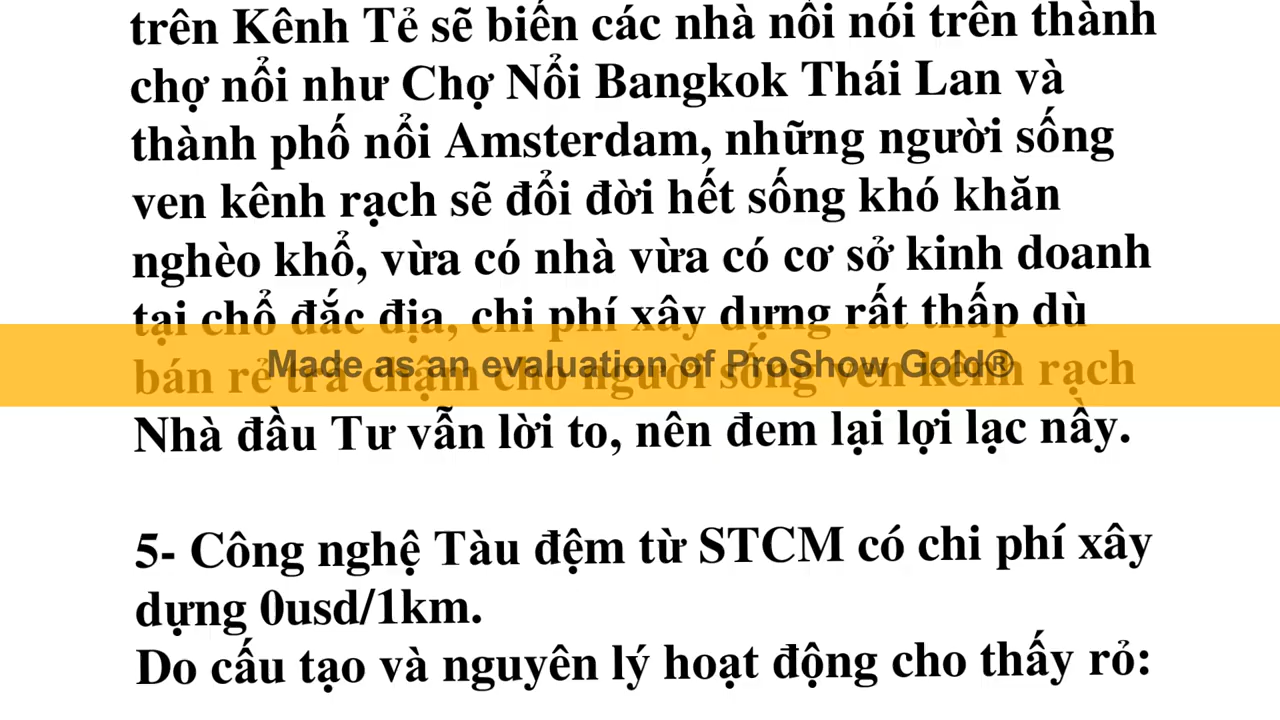 trên Kênh Tẻ sẽ biến các nhà nổi nói trên thành
chợ nổi như Chợ Nổi Bangkok Thái Lan và
thành phố nổi Amsterdam, những người sống
ven kênh rạch sẽ đổi đời hết sống khó khăn
nghèo khổ, vừa có nhà vừa có cơ sở kinh doanh
tại chổ đắc địa, chi phí xây dựng rất thấp dù
bán rẻ trả chậm cho người sống ven kênh rạch
Made as an evaluation of ProShow Gold®
Nhà đầu Tư vẫn lời to, nên đem lại lợi lạc nầy.
5- Công nghệ Tàu đệm từ STCM có chi phí xây
dựng 0usd/1km.
Do cấu tạo và nguyên lý hoạt động cho thấy rỏ: